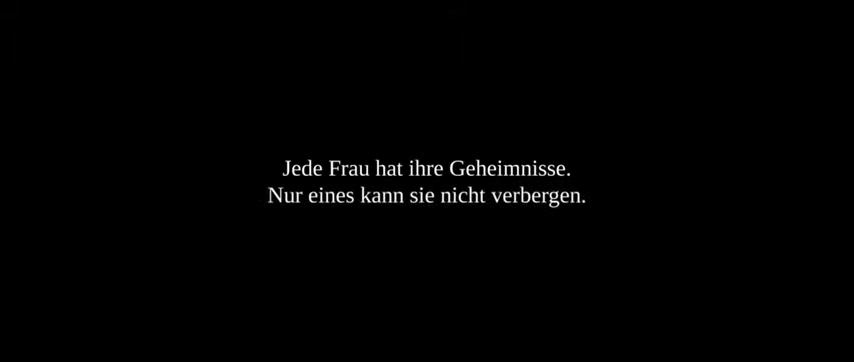 Jede Frau hat ihre Geheimnisse.
Nur eines kann sie nicht verbergen.